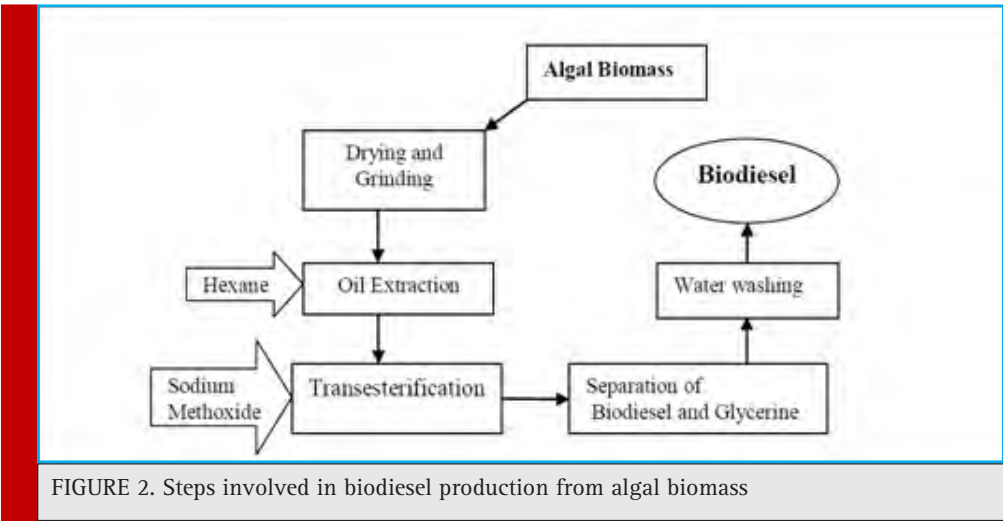 Algal Biomass
Drying and
Grinding
Hexane
Oil Extraction
Sodium
Methoxide
Transesterification
Separation of
Biodiesel and Glycerine
Water washing
Biodiesel
FIGURE 2. Steps involved in biodiesel production from algal biomass